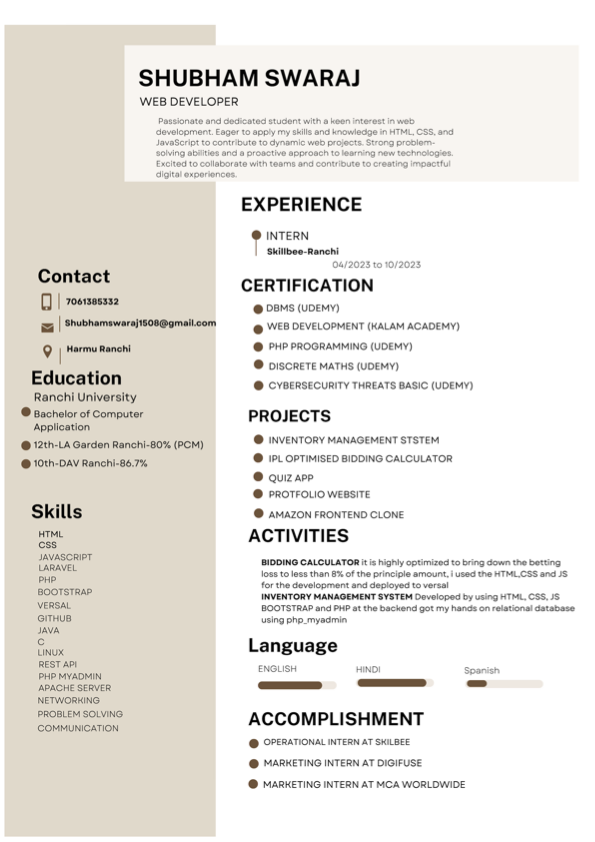 SHUBHAM SWARAJ
WEB DEVELOPER
Passionate and dedicated student with a keen interest in web
development. Eager to apply my skills and knowledge in HTML, CSS, and
JavaScript to contribute to dynamic web projects. Strong problem-
solving abilities and a proactive approach to learning new technologies.
Excited to collaborate with teams and contribute to creating impactful
digital experiences.
Contact
7061385332
Shubhamswaraj1508@gmail.com
Harmu Ranchi
Education
Ranchi University
Bachelor of Computer
Application
12th-LA Garden Ranchi-80% (PCM)
10th-DAV Ranchi-86.7%
Skills
HTML
CSS
JAVASCRIPT
LARAVEL
PHP
BOOTSTRAP
VERSAL
GITHUB
JAVA
C
LINUX
REST API
PHP MYADMIN
APACHE SERVER
NETWORKING
PROBLEM SOLVING
COMMUNICATION
EXPERIENCE
INTERN
Skillbee-Ranchi
04/2023 to 10/2023
CERTIFICATION
DBMS (UDEMY)
WEB DEVELOPMENT (KALAM ACADEMY)
PHP PROGRAMMING (UDEMY)
DISCRETE MATHS (UDEMY)
CYBERSECURITY THREATS BASIC (UDEMY)
PROJECTS
INVENTORY MANAGEMENT STSTEM
IPL OPTIMISED BIDDING CALCULATOR
QUIZ APP
PROTFOLIO WEBSITE
AMAZON FRONTEND CLONE
ACTIVITIES
BIDDING CALCULATOR it is highly optimized to bring down the betting
loss to less than 8% of the principle amount, i used the HTML,CSS and JS
for the development and deployed to versal
INVENTORY MANAGEMENT SYSTEM Developed by using HTML, CSS, JS
BOOTSTRAP and PHP at the backend got my hands on relational database
using php_myadmin
Language
ENGLISH HINDI Spanish
ACCOMPLISHMENT
OPERATIONAL INTERN AT SKILBEE
MARKETING INTERN AT DIGIFUSE
MARKETING INTERN AT MCA WORLDWIDE